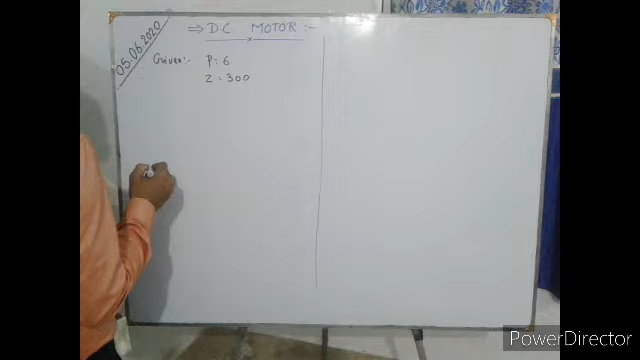 05.06.2020
⇒ D.C. MOTOR :-
Given:- P = 6
Z = 300
PowerDirector